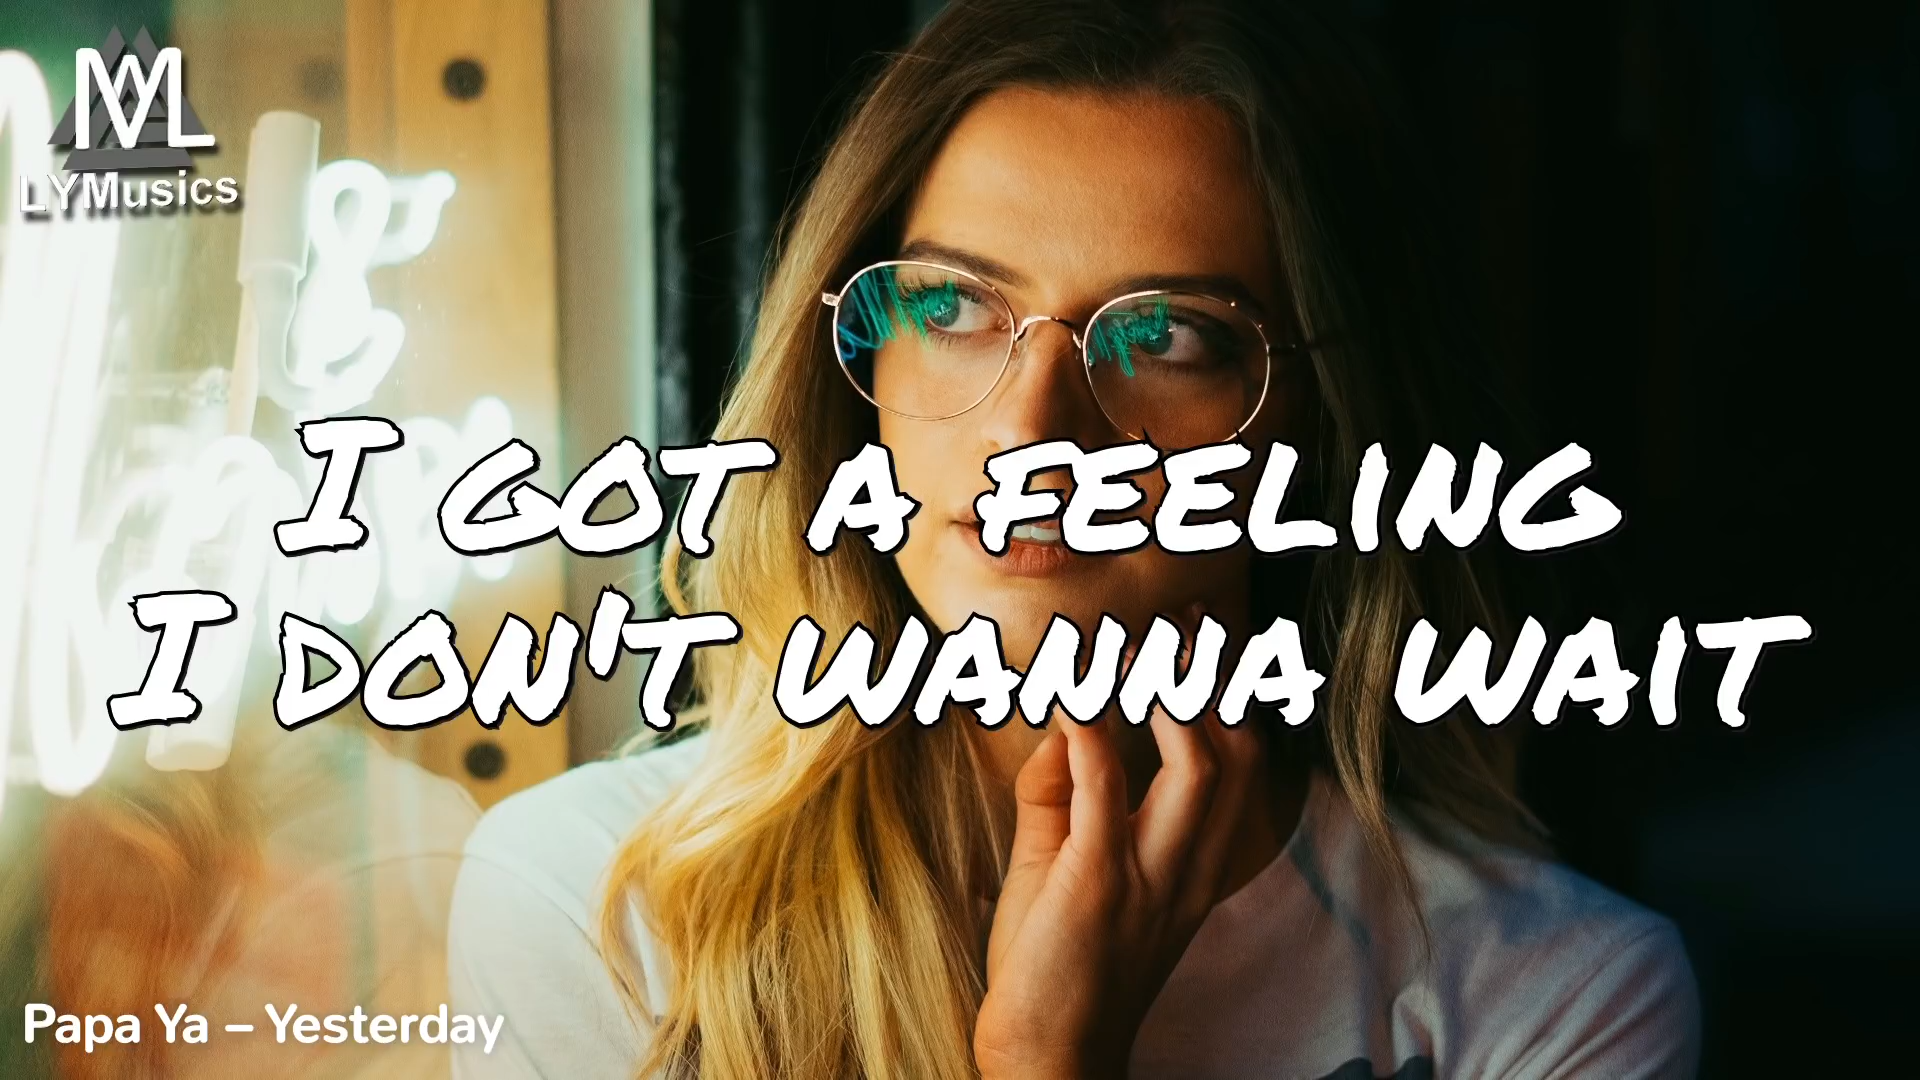 LYMusics
I GOT A FEELING
I DON'T WANNA WAIT
Papa Ya – Yesterday